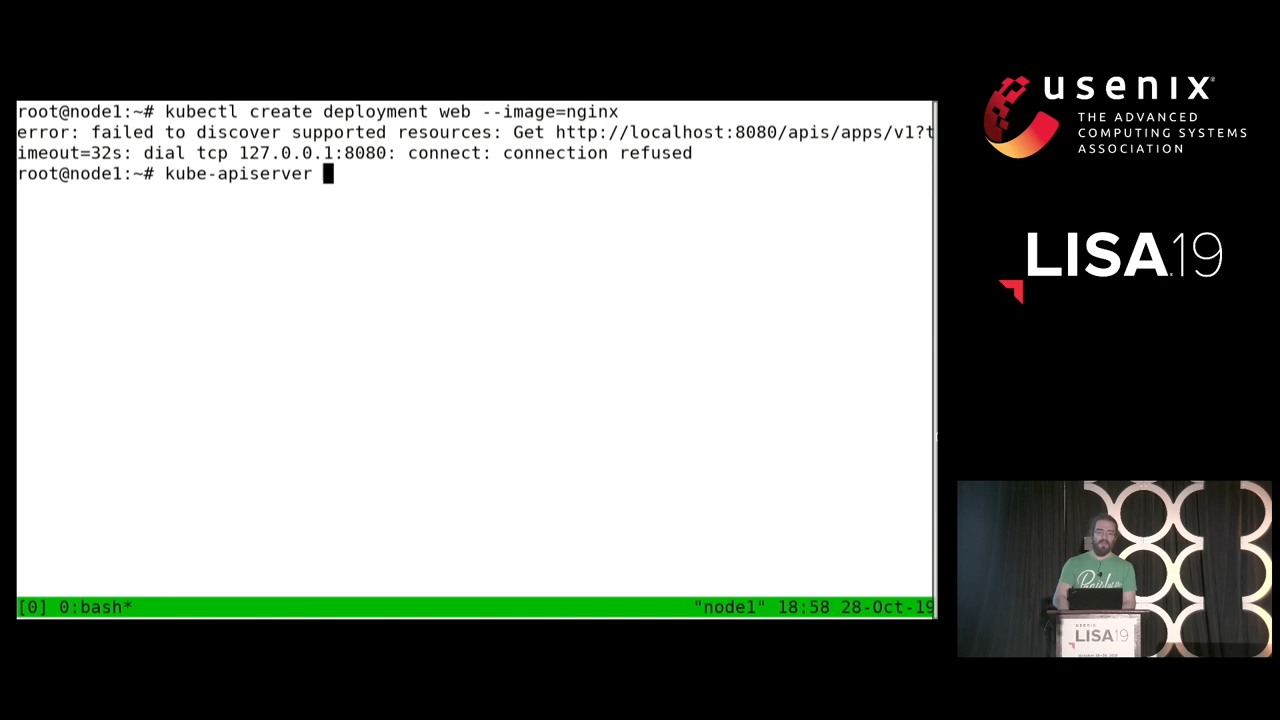 root@node1:~# kubectl create deployment web --image=nginx
error: failed to discover supported resources: Get http://localhost:8080/apis/apps/v1?t
imeout=32s: dial tcp 127.0.0.1:8080: connect: connection refused
root@node1:~# kube-apiserver
[0] 0:bash* "node1" 18:58 28-Oct-19
usenix
THE ADVANCED
COMPUTING SYSTEMS
ASSOCIATION
LISA19
usenix
LISA19